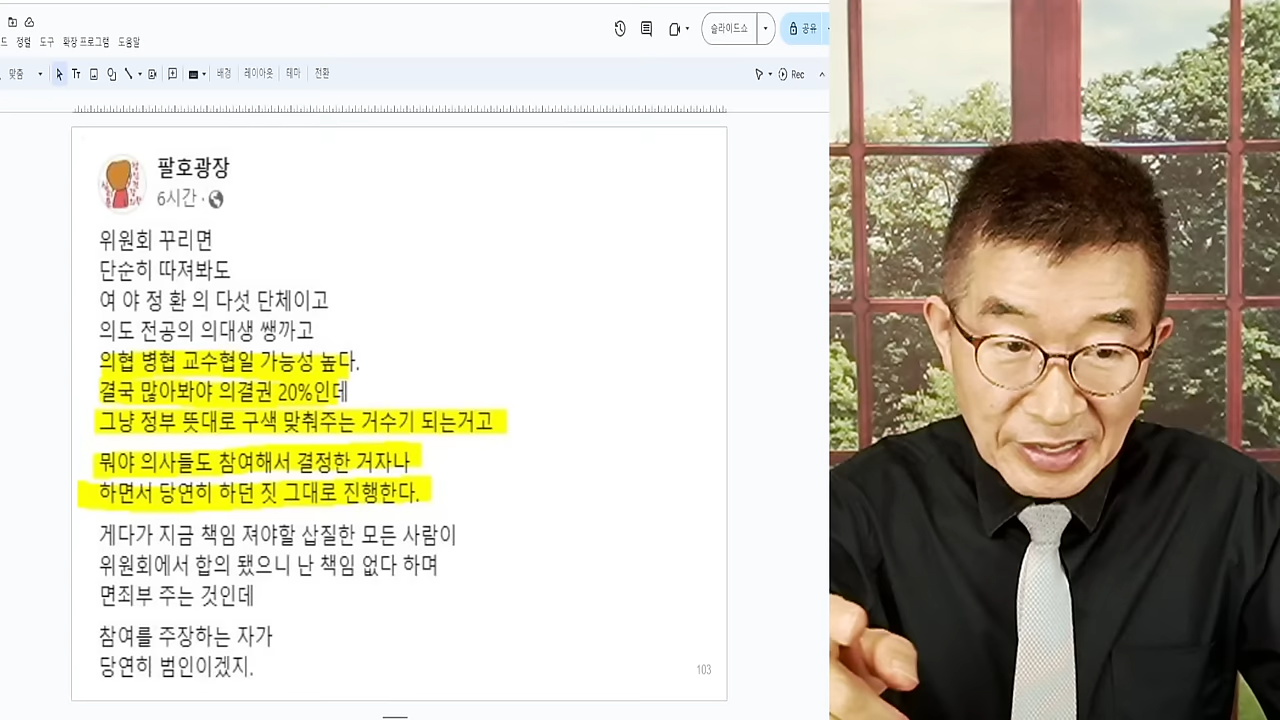 드 정렬 도구 확장 프로그램 도움말
슬라이드쇼
공유
맞춤
Tт
배경 레이아웃 테마 전환
Rec
팔호광장
6시간 ·
위원회 꾸리면
단순히 따져봐도
여 야 정 환 의 다섯 단체이고
의도 전공의 의대생 쌩까고
의협 병협 교수협일 가능성 높다.
결국 많아봐야 의결권 20%인데
그냥 정부 뜻대로 구색 맞춰주는 거수기 되는거고
뭐야 의사들도 참여해서 결정한 거자나
하면서 당연히 하던 짓 그대로 진행한다.
게다가 지금 책임 져야할 삽질한 모든 사람이
위원회에서 합의 됐으니 난 책임 없다 하며
면죄부 주는 것인데
참여를 주장하는 자가
당연히 범인이겠지.
103